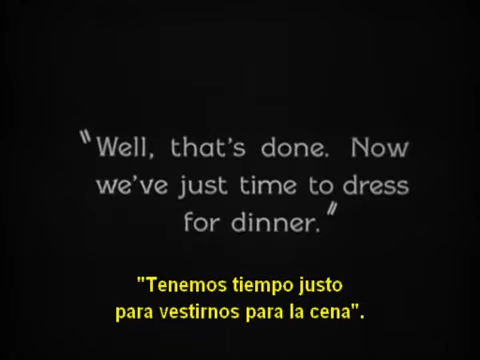 "Well, that's done. Now
we've just time to dress
for dinner."
"Tenemos tiempo justo
para vestirnos para la cena".